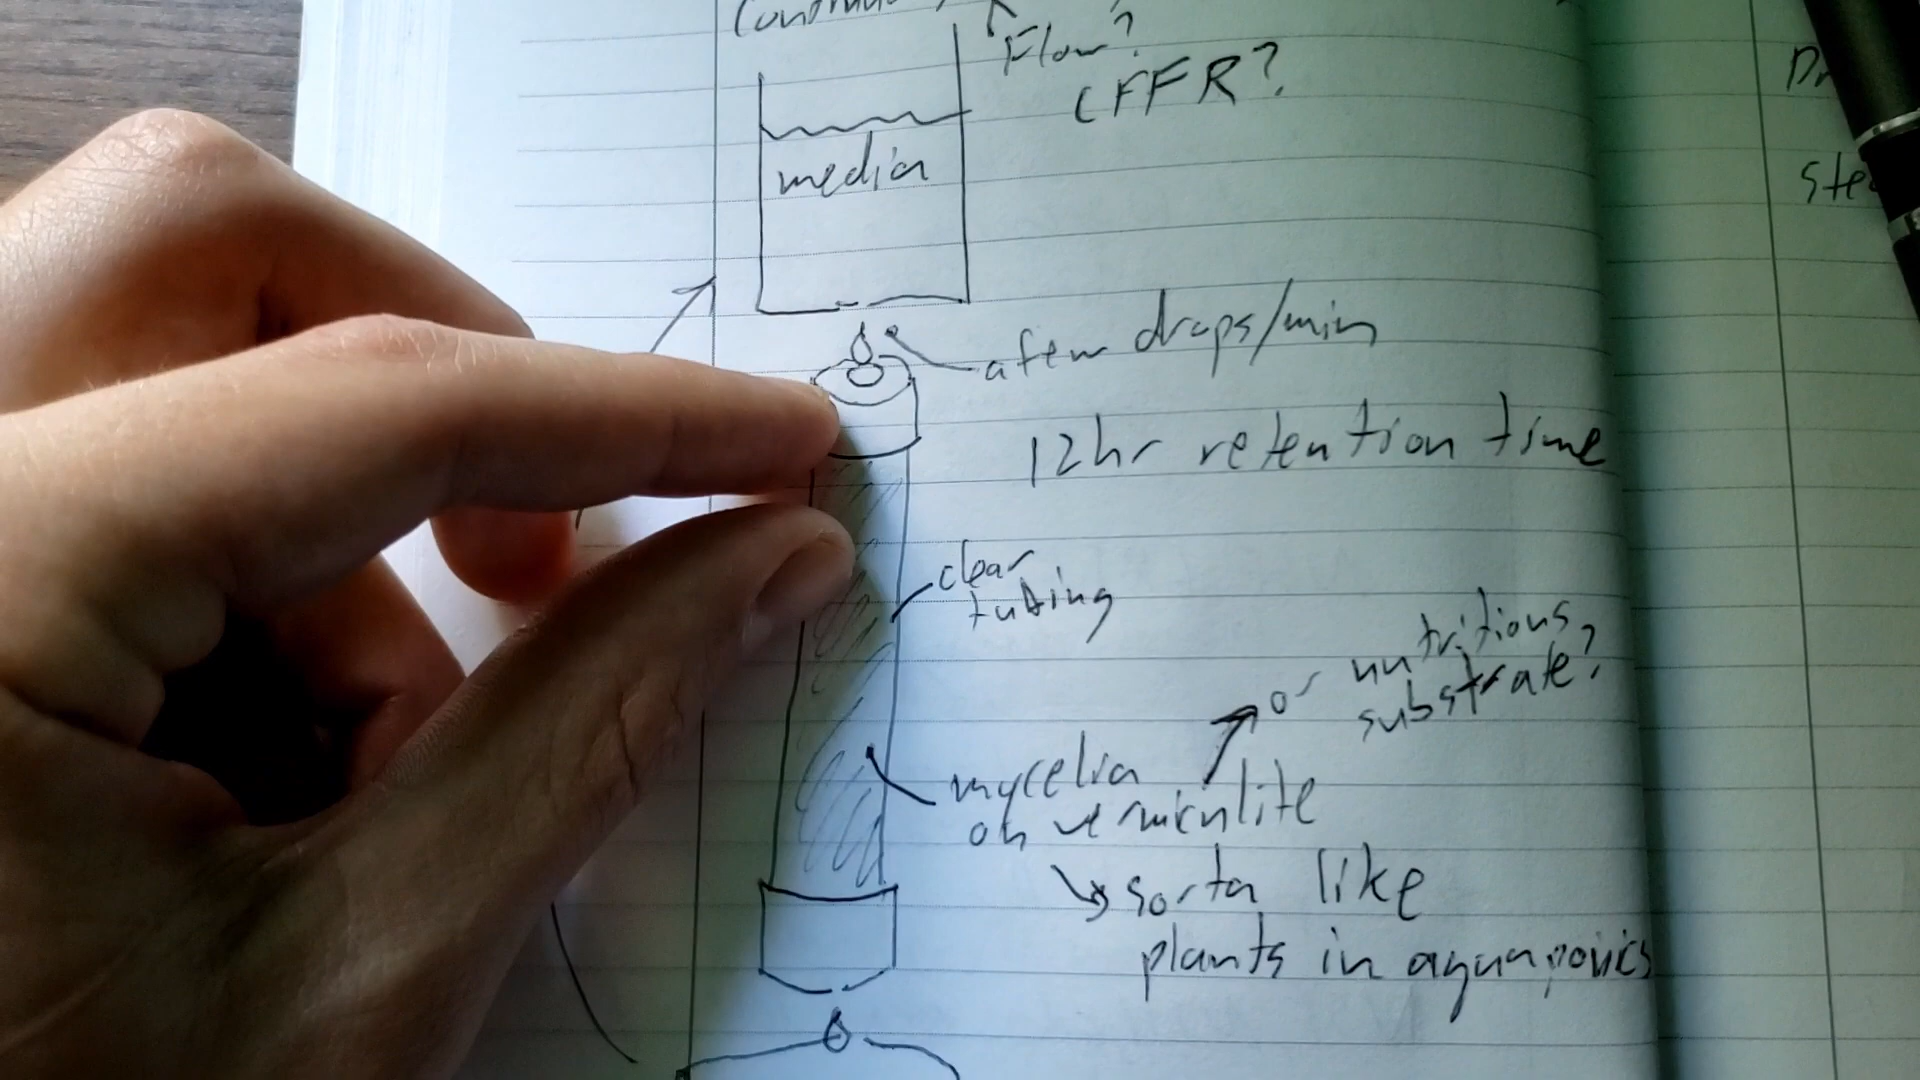 Flow?
CFFR?
media
a few drops/min
12hr retention time
clear
tubing
or nutritious
substrate?
mycelia
on vermiculite
sorta like
plants in aquaponics